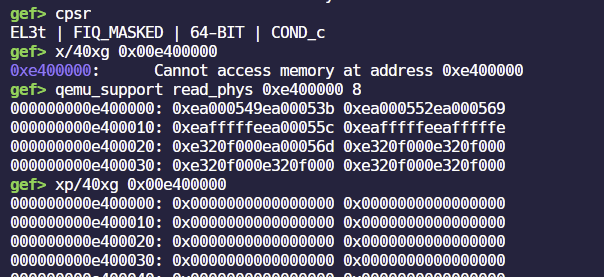 gef> cpsr
EL3t | FIQ_MASKED | 64-BIT | COND_c
gef> x/40xg 0x00e400000
0xe400000:      Cannot access memory at address 0xe400000
gef> qemu_support read_phys 0xe400000 8
000000000e400000: 0xea000549ea00053b 0xea000552ea000569
000000000e400010: 0xeafffffeea00055c 0xeafffffeeafffffe
000000000e400020: 0xe320f000ea00056d 0xe320f000e320f000
000000000e400030: 0xe320f000e320f000 0xe320f000e320f000
gef> xp/40xg 0x00e400000
000000000e400000: 0x0000000000000000 0x0000000000000000
000000000e400010: 0x0000000000000000 0x0000000000000000
000000000e400020: 0x0000000000000000 0x0000000000000000
000000000e400030: 0x0000000000000000 0x0000000000000000